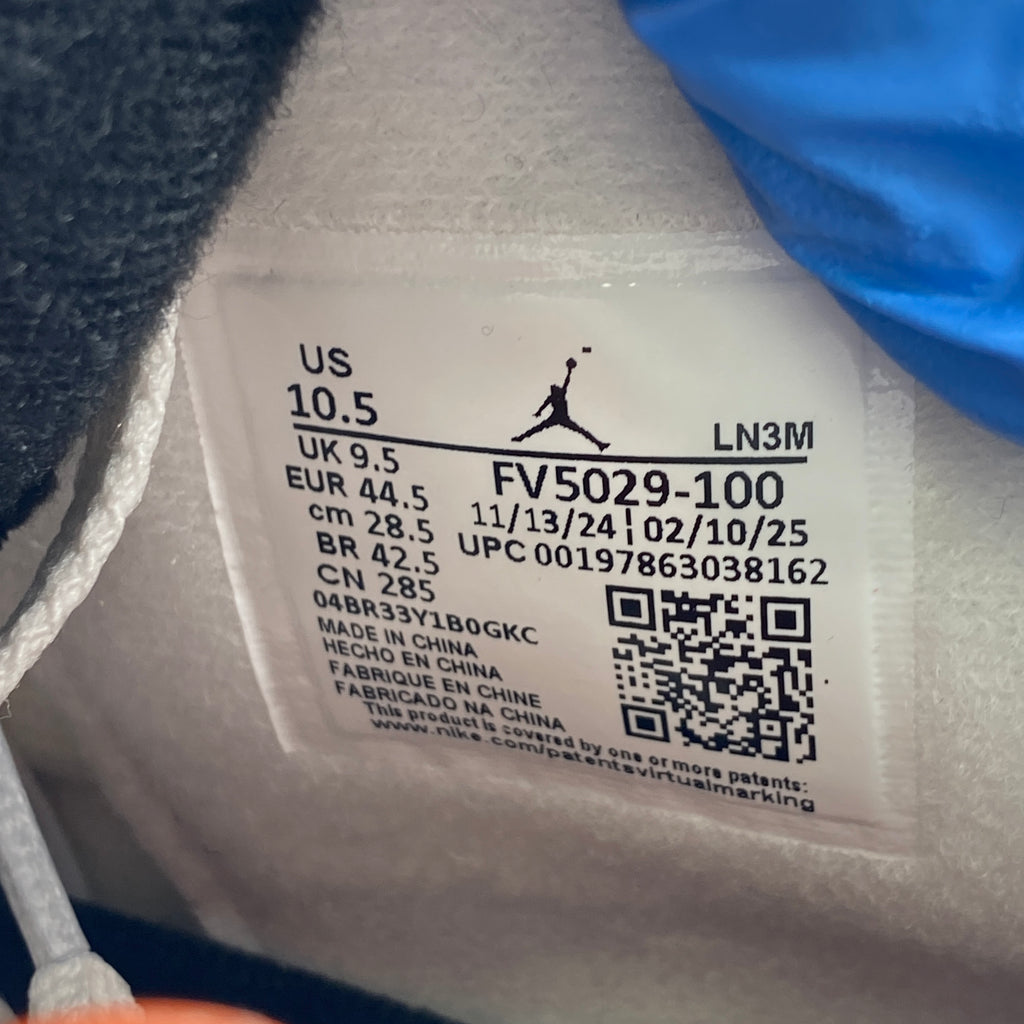 US
10.5
LN3M
UK 9.5
FV5029-100
EUR 44.5
11/13/24 | 02/10/25
cm 28.5
UPC 00197863038162
BR 42.5
CN 285
04BR33Y1B0GKC
MADE IN CHINA
HECHO EN CHINA
FABRIQUE EN CHINE
FABRICADO NA CHINA
This product is covered by one or more patents:
www.nike.com/patentsvirtualmarking